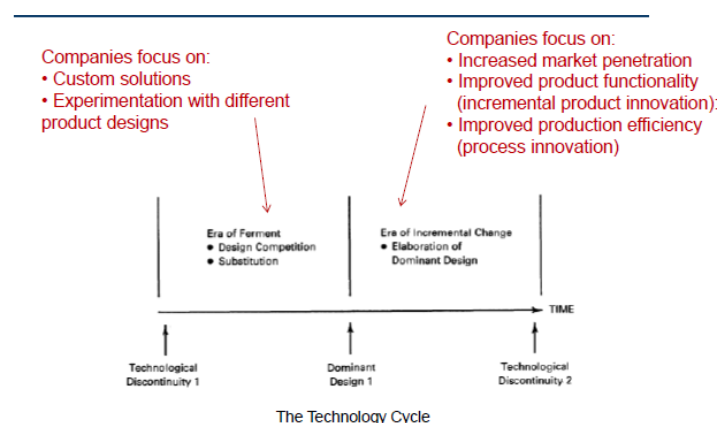 Companies focus on:
• Custom solutions
• Experimentation with different
product designs
Companies focus on:
• Increased market penetration
• Improved product functionality
(incremental product innovation):
• Improved production efficiency
(process innovation)
Era of Ferment
• Design Competition
• Substitution
Era of Incremental Change
• Elaboration of
Dominant Design
TIME
Technological
Discontinuity 1
Dominant
Design 1
Technological
Discontinuity 2
The Technology Cycle